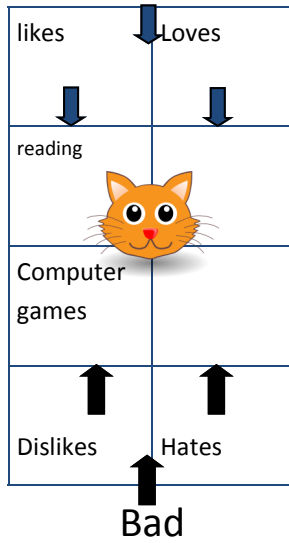 likes Loves
reading
Computer
games
Dislikes Hates
Bad